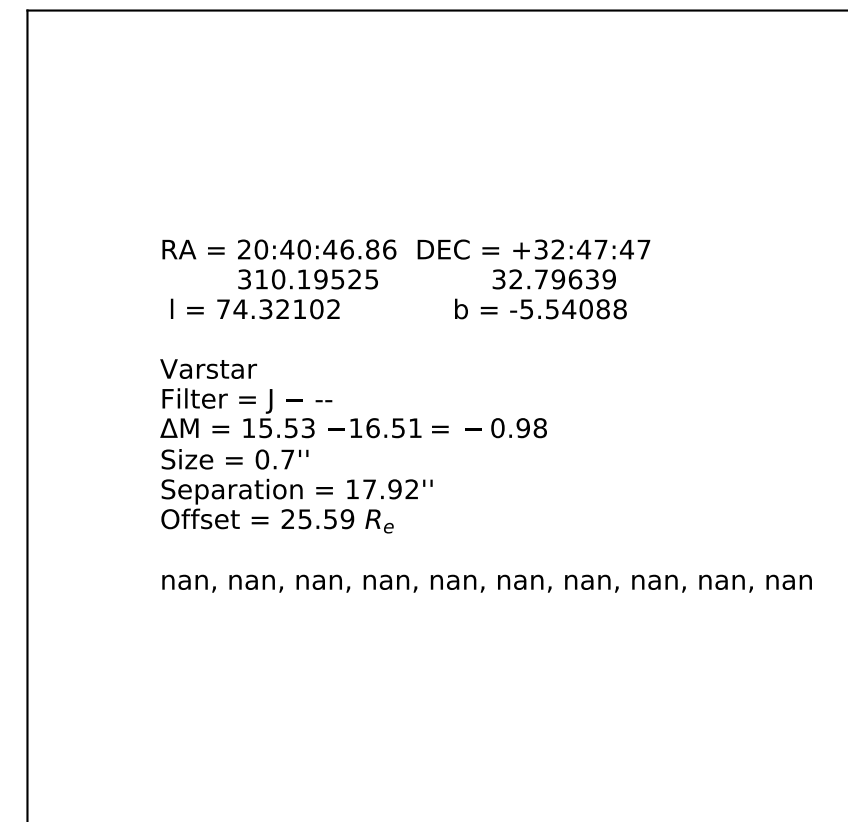 RA = 20:40:46.86 DEC = +32:47:47
310.19525 32.79639
l = 74.32102 b = -5.54088
Varstar
Filter = J − --
ΔM = 15.53 −16.51 = − 0.98
Size = 0.7''
Separation = 17.92''
Offset = 25.59 Re
nan, nan, nan, nan, nan, nan, nan, nan, nan, nan